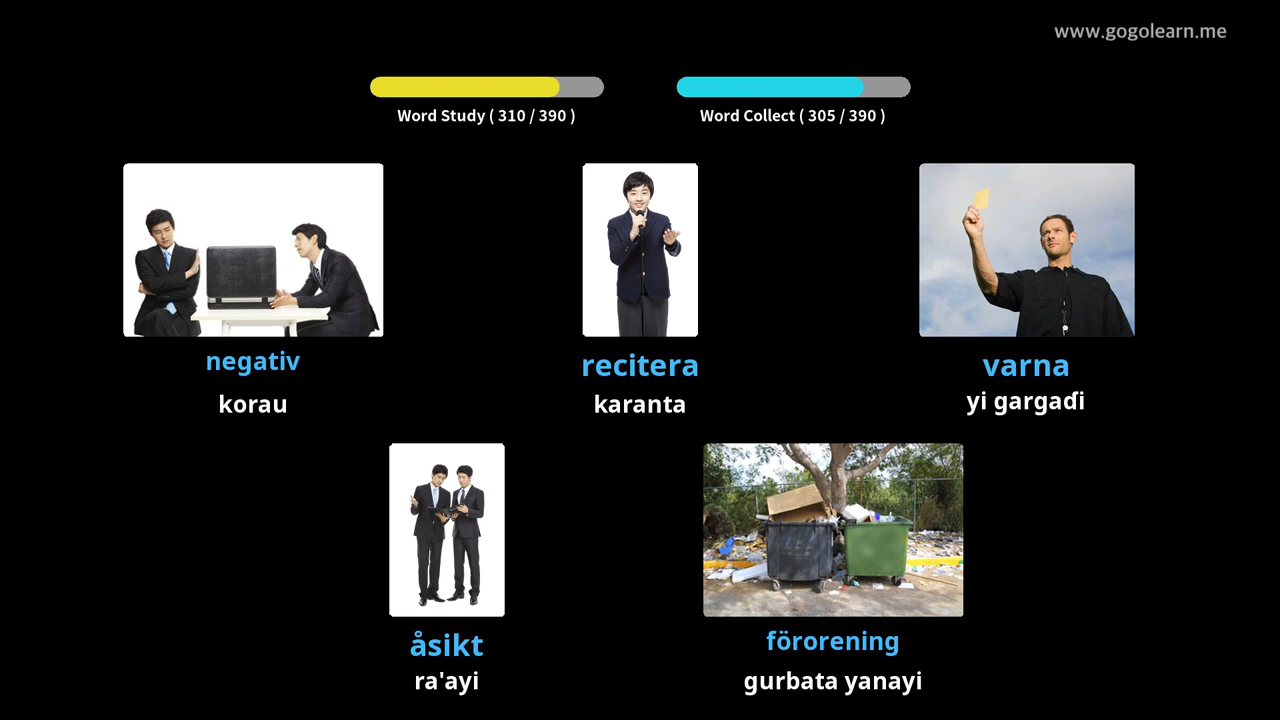 www.gogolearn.me
Word Study ( 310 / 390 )
Word Collect ( 305 / 390 )
negativ
korau
recitera
karanta
varna
yi gargaɗi
åsikt
ra'ayi
förorening
gurbata yanayi